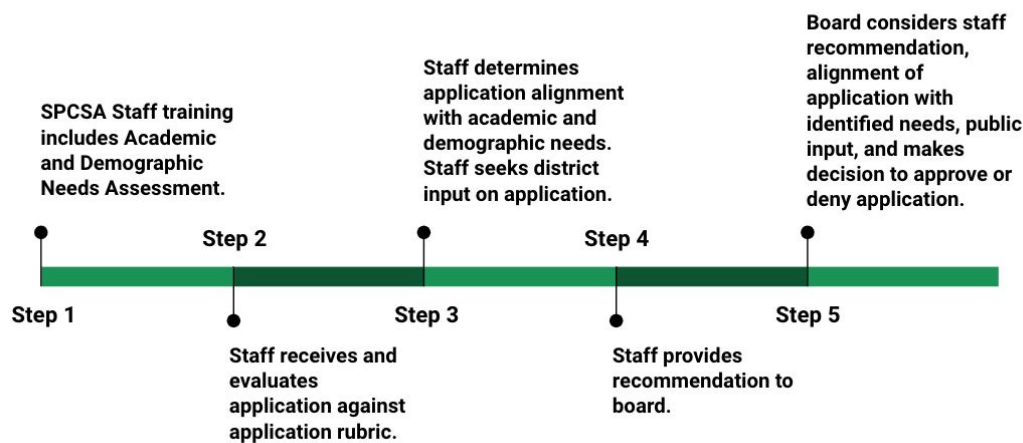 Step 1
SPCSA Staff training
includes Academic
and Demographic
Needs Assessment.
Step 2
Staff receives and
evaluates
application against
application rubric.
Step 3
Staff determines
application alignment
with academic and
demographic needs.
Staff seeks district
input on application.
Step 4
Staff provides
recommendation to
board.
Step 5
Board considers staff
recommendation,
alignment of
application with
identified needs, public
input, and makes
decision to approve or
deny application.